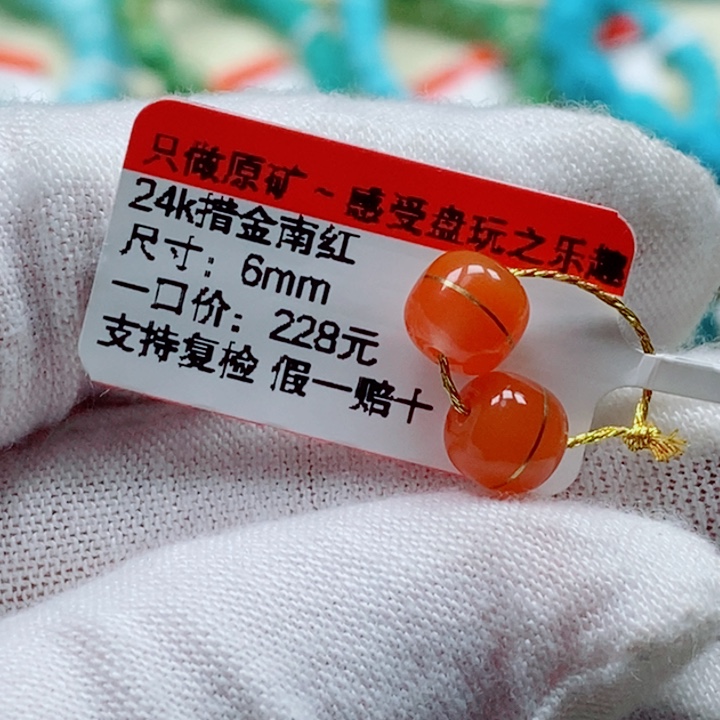 只做原矿~感受盘玩之乐趣
24k措金南红
尺寸：6mm
一口价：228元
支持复检 假一赔十